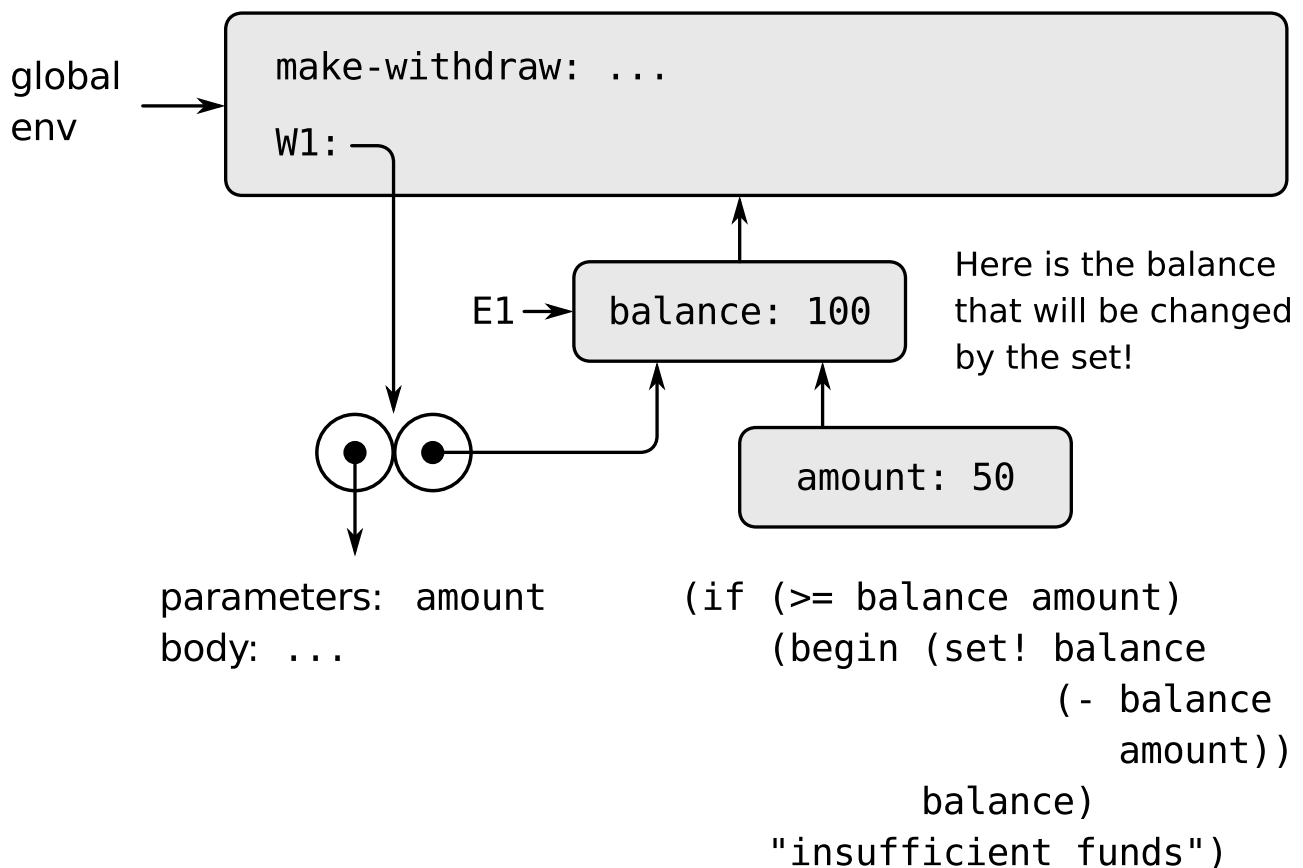 global
env
make-withdraw: ...
W1:
E1
balance: 100
Here is the balance
that will be changed
by the set!
amount: 50
parameters: amount
body: ...
(if (>= balance amount)
(begin (set! balance
(- balance
amount))
balance)
"insufficient funds")